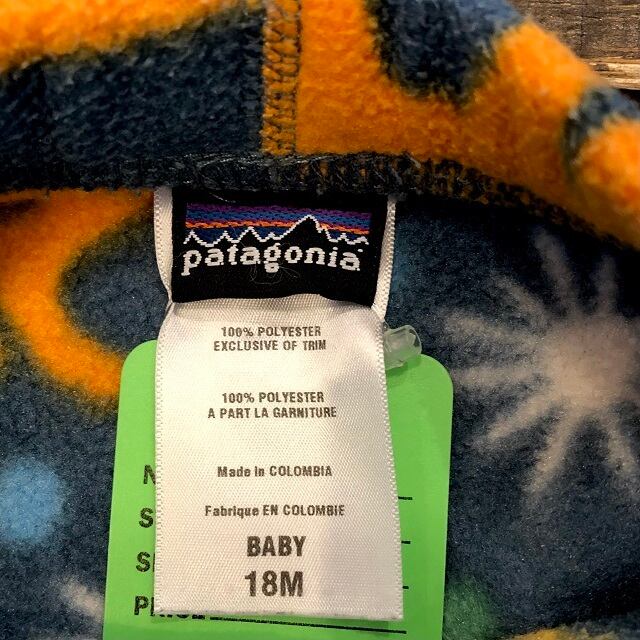 patagonia
100% POLYESTER
EXCLUSIVE OF TRIM
100% POLYESTER
A PART LA GARNITURE
Made in COLOMBIA
Fabrique EN COLOMBIE
BABY
18M